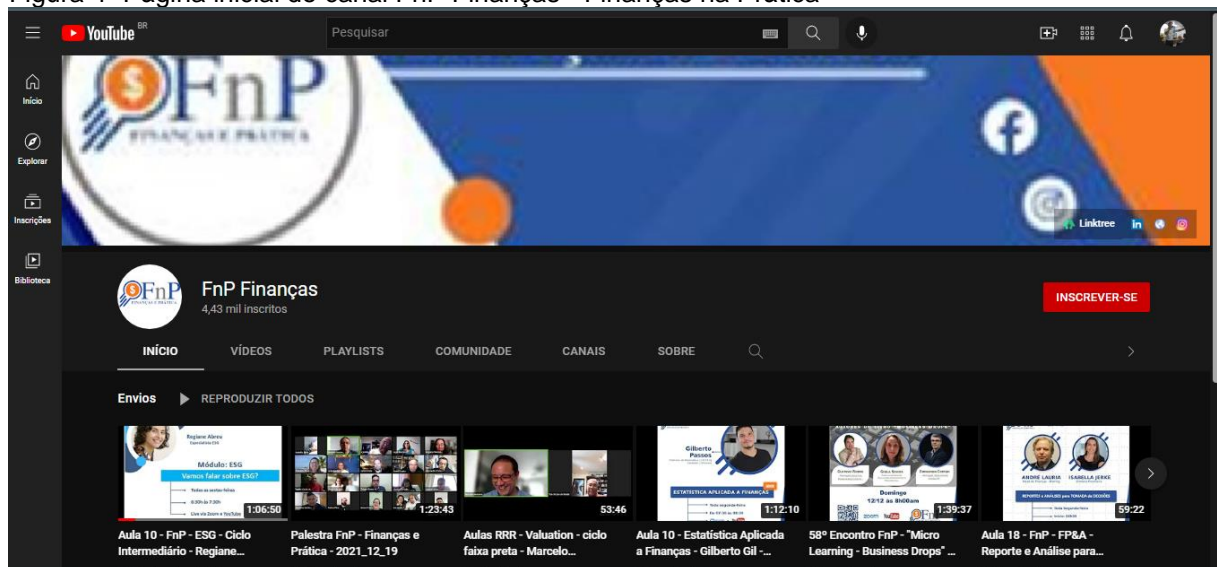 Figura 4- Página inicial do canal FnP Finanças - Finanças na Prática
YouTube BR
Pesquisar
Início
Explorar
Inscrições
Biblioteca
FnP
FINANÇAS E PRÁTICA
Linktree
FnP
FnP Finanças
4,43 mil inscritos
INSCREVER-SE
INÍCIO VÍDEOS PLAYLISTS COMUNIDADE CANAIS SOBRE
Envios REPRODUZIR TODOS
Regiane Abreu
Módulo: ESG
Vamos falar sobre ESG?
1:06:50
1:23:43
53:46
Gilberto
Passos
ESTATÍSTICA APLICADA A FINANÇAS
1:12:10
Domingo
12/12 às 8h00am
1:39:37
ANDRÉ LAURIA ISABELLA JERKE
59:22
Aula 10 - FnP - ESG - Ciclo
Intermediário - Regiane...
Palestra FnP - Finanças e
Prática - 2021_12_19
Aulas RRR - Valuation - ciclo
faixa preta - Marcelo...
Aula 10 - Estatística Aplicada
a Finanças - Gilberto Gil -...
58º Encontro FnP - "Micro
Learning - Business Drops" ...
Aula 18 - FnP - FP&A -
Reporte e Análise para...